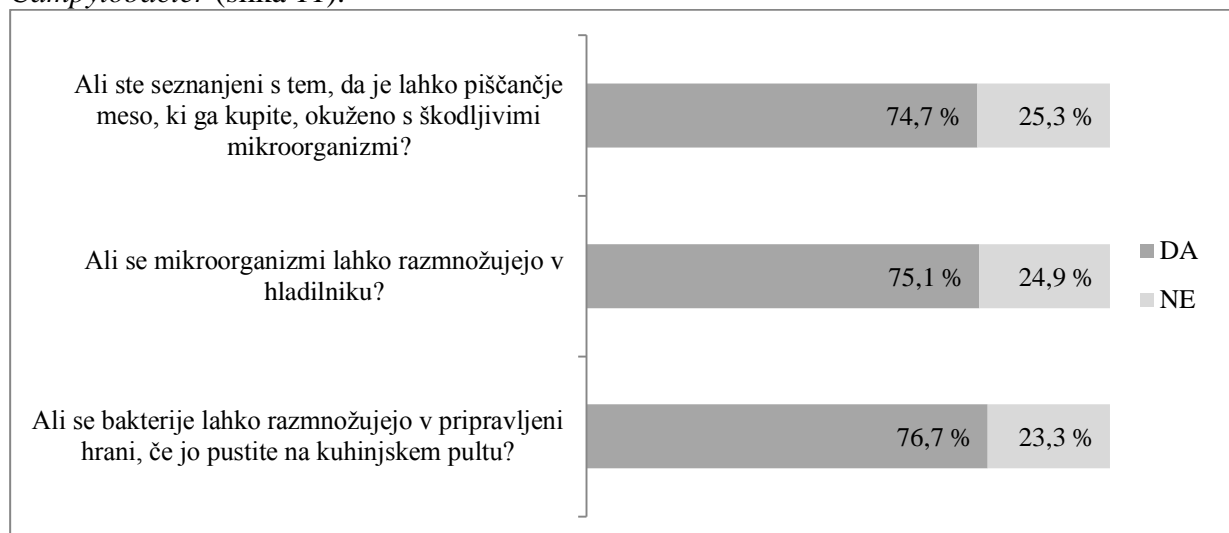 Campylobacter (slika 11).
Ali ste seznanjeni s tem, da je lahko piščančje
meso, ki ga kupite, okuženo s škodljivimi
mikroorganizmi?
74,7 % 25,3 %
Ali se mikroorganizmi lahko razmnožujejo v
hladilniku?
75,1 % 24,9 %
Ali se bakterije lahko razmnožujejo v pripravljeni
hrani, če jo pustite na kuhinjskem pultu?
76,7 % 23,3 %
DA
NE